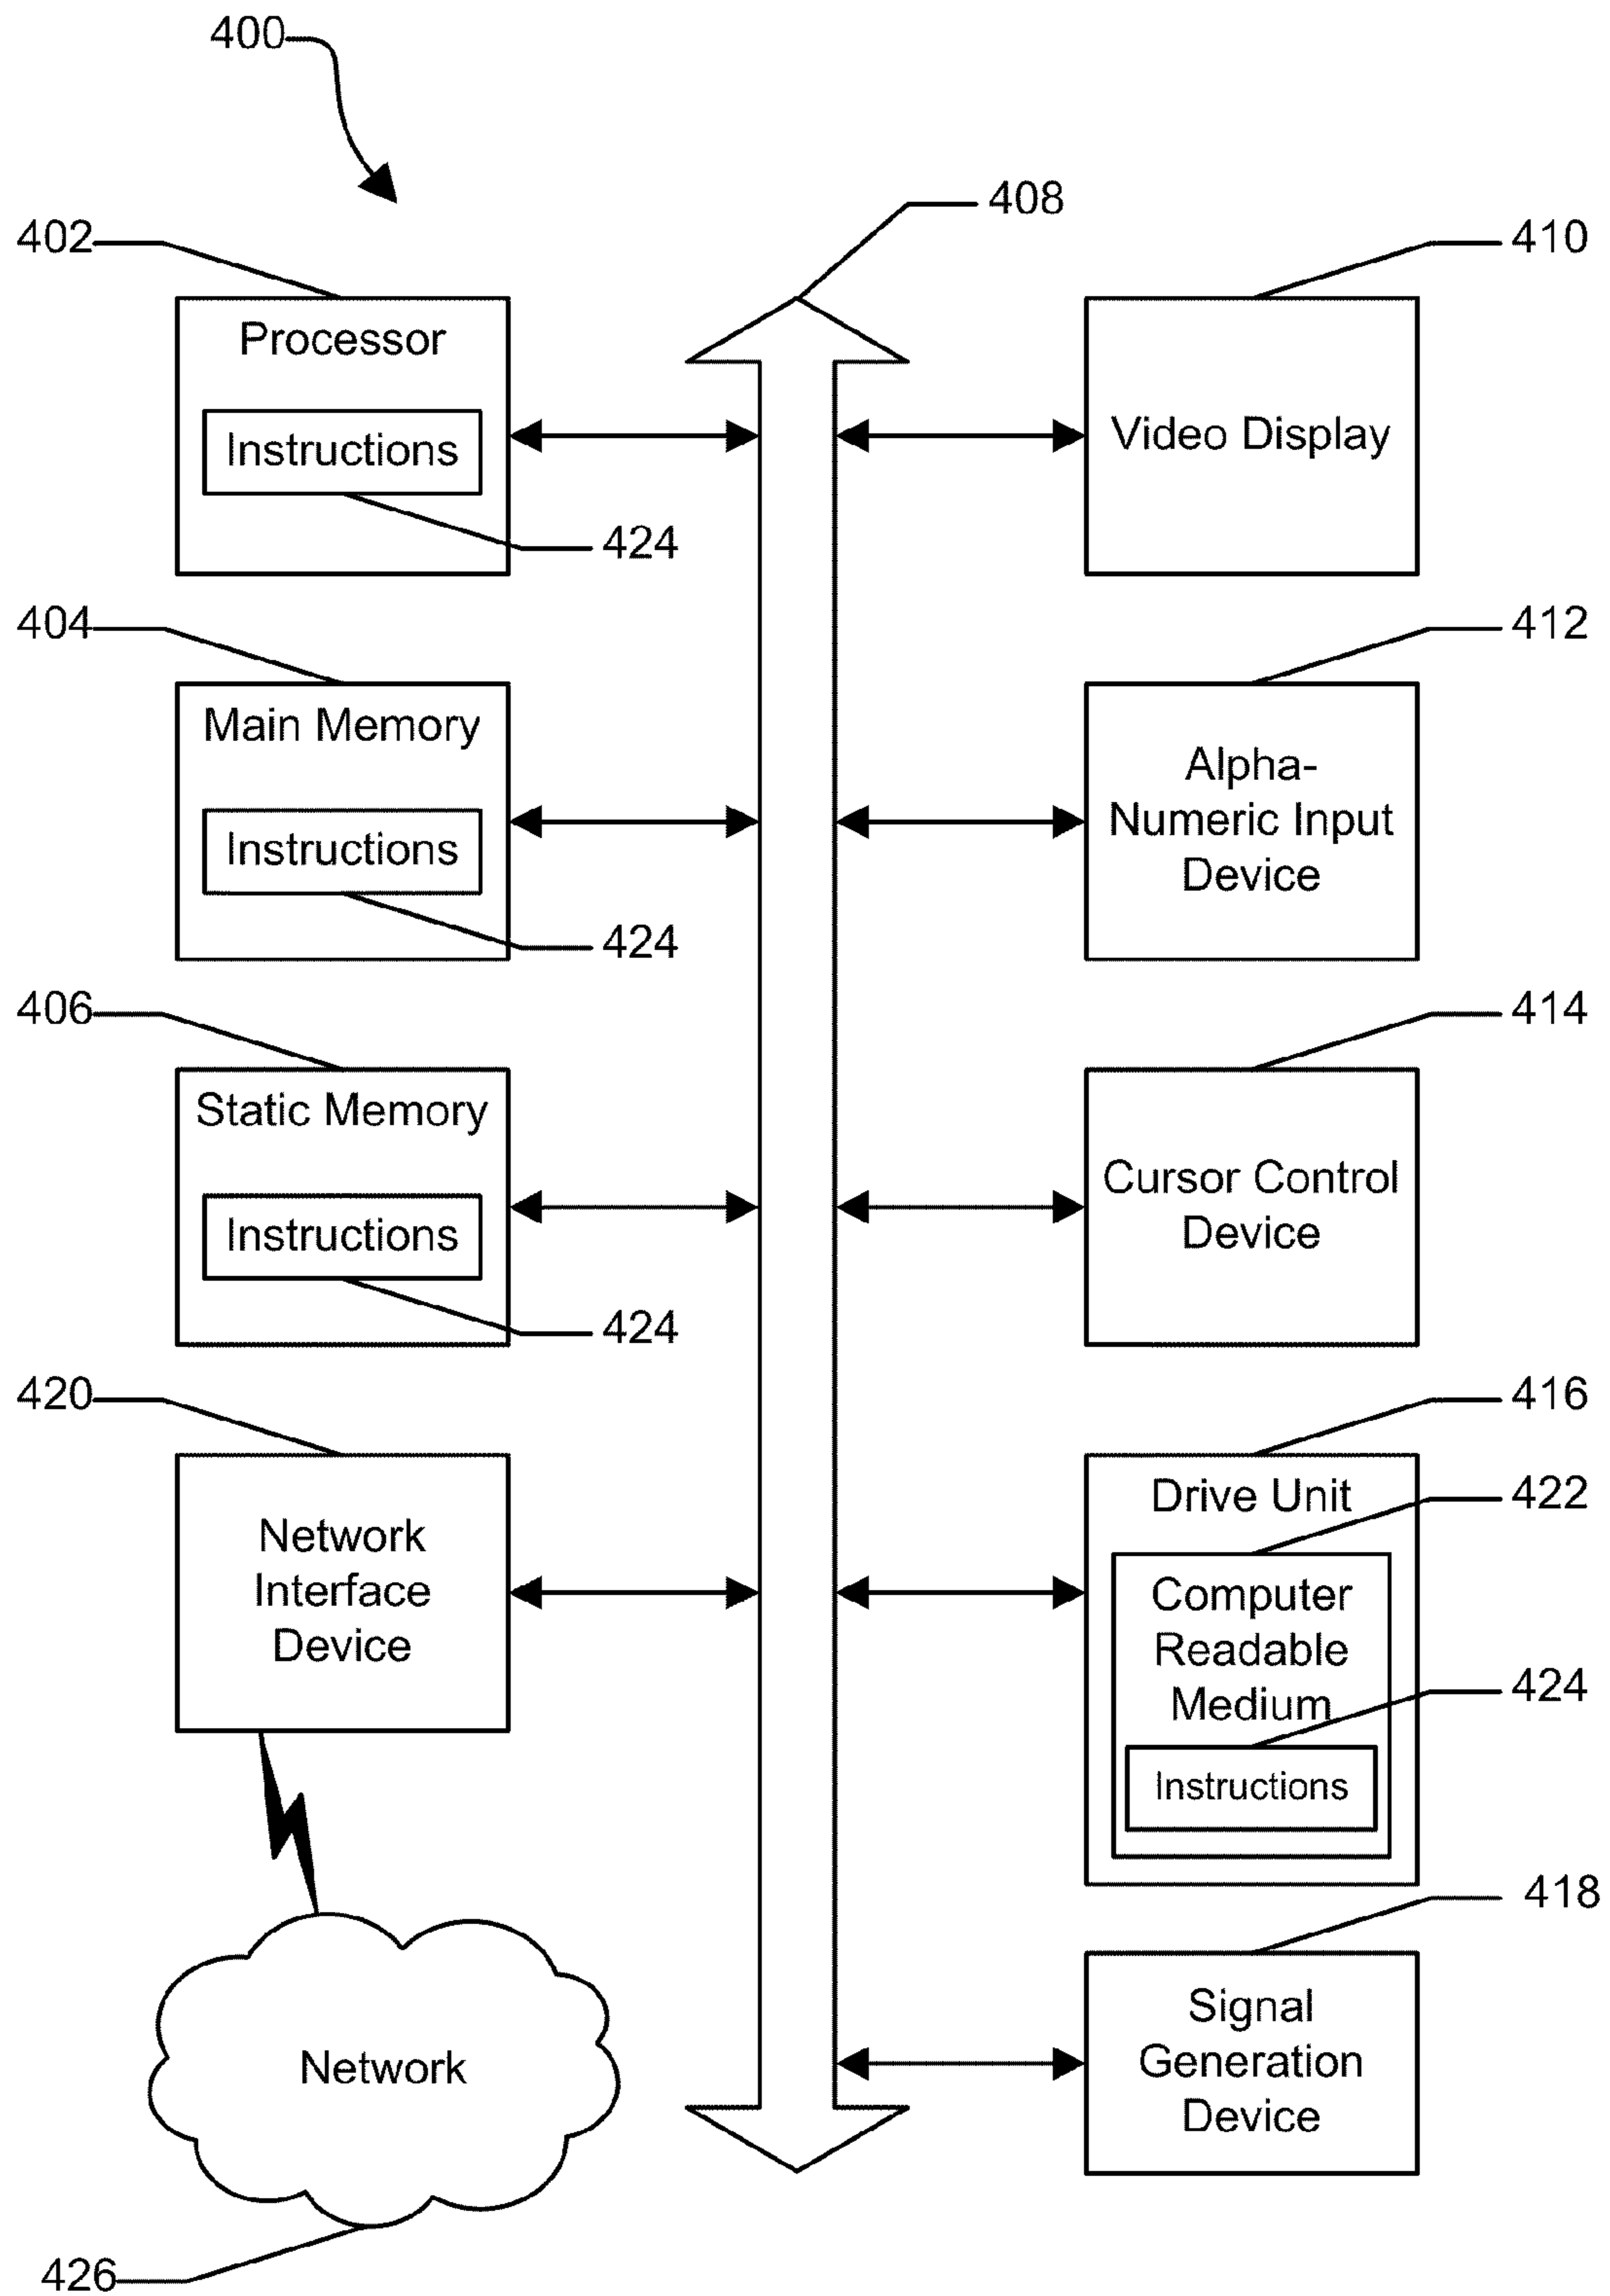 400
408
402
410
Processor
Instructions
424
Video Display
404
412
Main Memory
Instructions
424
Alpha-
Numeric Input
Device
406
414
Static Memory
Instructions
424
Cursor Control
Device
420
416
Network
Interface
Device
Drive Unit
422
Computer
Readable
Medium
424
Instructions
418
Signal
Generation
Device
Network
426